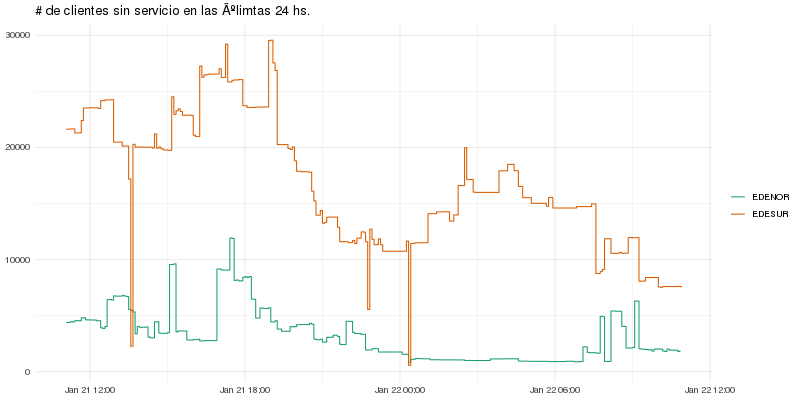 # de clientes sin servicio en las Ãºlimtas 24 hs.
30000
20000
10000
0
Jan 21 12:00
Jan 21 18:00
Jan 22 00:00
Jan 22 06:00
Jan 22 12:00
EDENOR
EDESUR